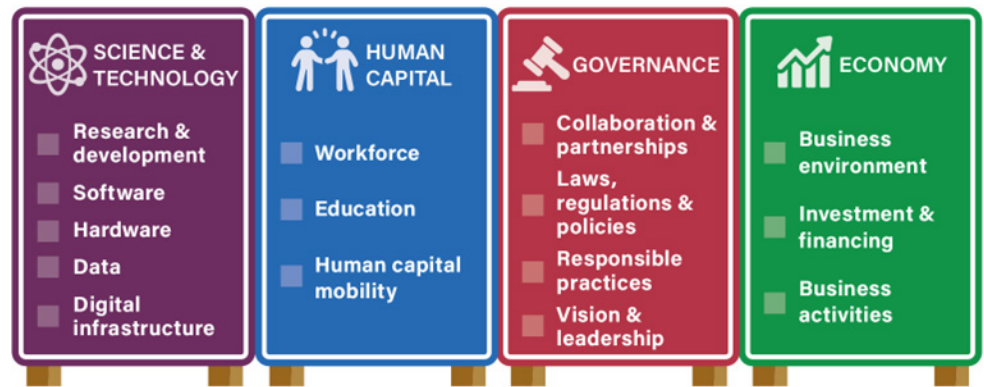 SCIENCE &
TECHNOLOGY
Research &
development
Software
Hardware
Data
Digital
infrastructure
HUMAN
CAPITAL
Workforce
Education
Human capital
mobility
GOVERNANCE
Collaboration &
partnerships
Laws,
regulations &
policies
Responsible
practices
Vision &
leadership
ECONOMY
Business
environment
Investment &
financing
Business
activities